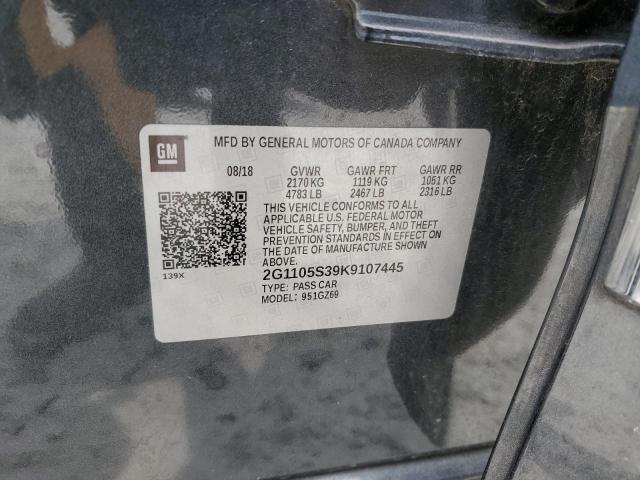 GM
MFD BY GENERAL MOTORS OF CANADA COMPANY
08/18 GVWR GAWR FRT GAWR RR
2170 KG 1119 KG 1051 KG
4783 LB 2467 LB 2316 LB
THIS VEHICLE CONFORMS TO ALL
APPLICABLE U.S. FEDERAL MOTOR
VEHICLE SAFETY, BUMPER, AND THEFT
PREVENTION STANDARDS IN EFFECT ON
THE DATE OF MANUFACTURE SHOWN
ABOVE.
139X
2G1105S39K9107445
TYPE: PASS CAR
MODEL: 951GZ69